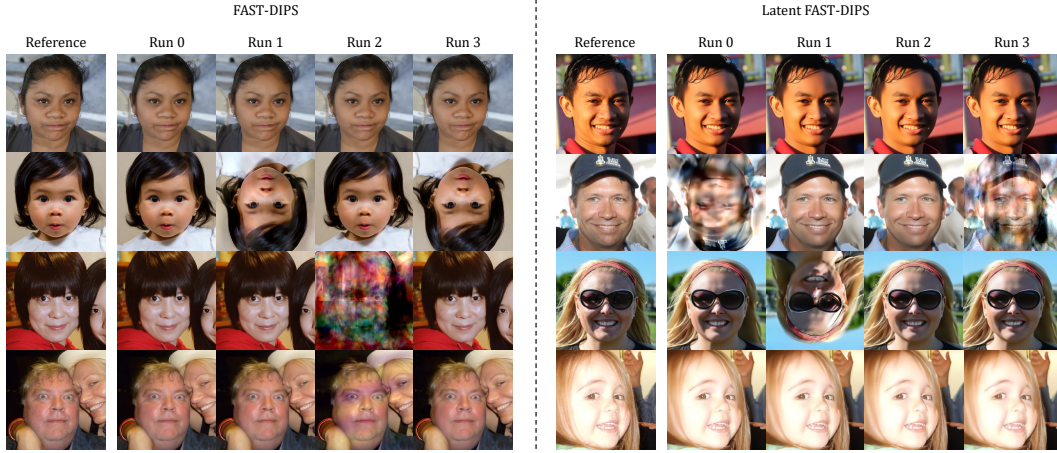 FAST-DIPS
Latent FAST-DIPS
Reference Run 0 Run 1 Run 2 Run 3
Reference Run 0 Run 1 Run 2 Run 3